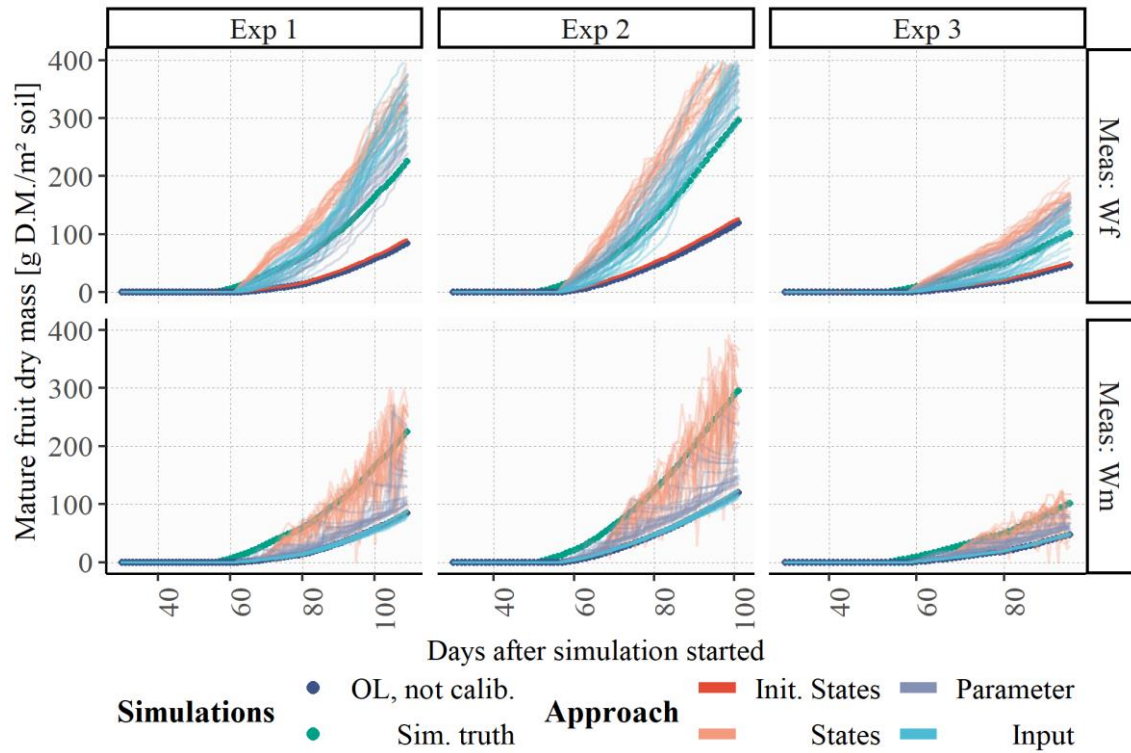 Exp 1 Exp 2 Exp 3
Mature fruit dry mass [g D.M./m² soil]
400
300
200
100
0
Meas: Wf
400
300
200
100
0
Meas: Wm
40 60 80 100 40 60 80 100 40 60 80
Days after simulation started
Simulations
OL, not calib.
Sim. truth
Approach
Init. States
States
Parameter
Input